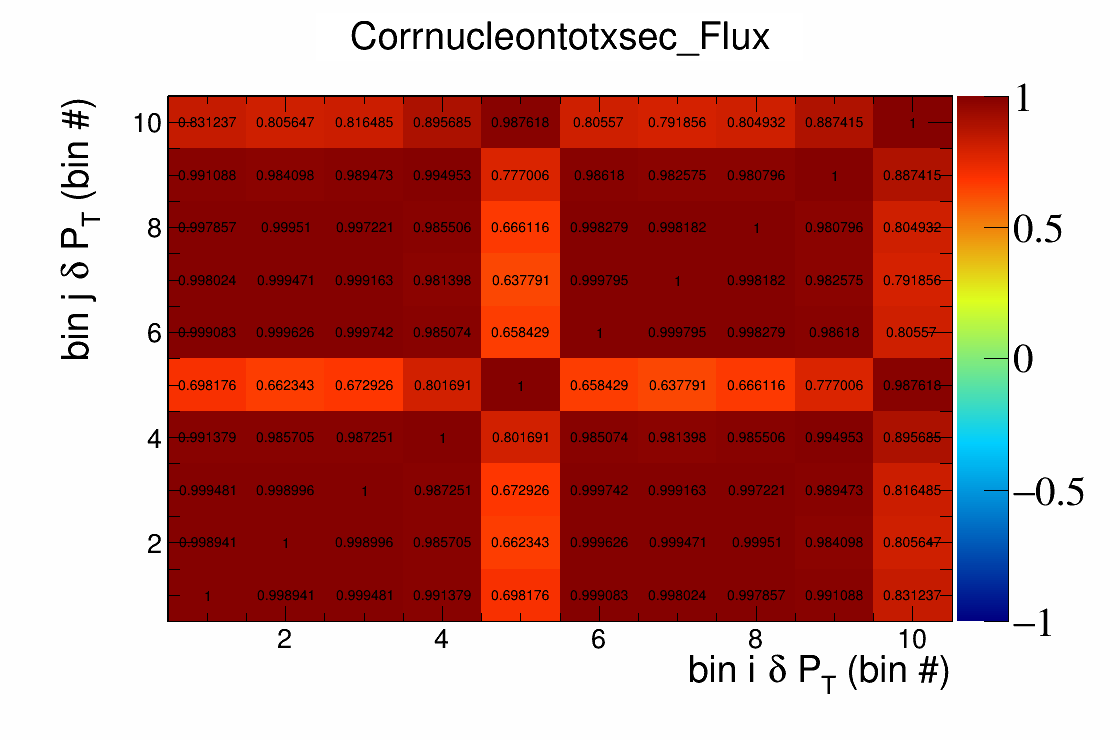 Corrnucleontotxsec_Flux
bin j δ P_T (bin #)
10 0.831237 0.805647 0.816485 0.895685 0.987618 0.80557 0.791856 0.804932 0.887415 1
0.991088 0.984098 0.989473 0.994953 0.777006 0.98618 0.982575 0.980796 1 0.887415
8 0.997857 0.99951 0.997221 0.985506 0.666116 0.998279 0.998182 1 0.980796 0.804932
0.998024 0.999471 0.999163 0.981398 0.637791 0.999795 1 0.998182 0.982575 0.791856
6 0.999083 0.999626 0.999742 0.985074 0.658429 1 0.999795 0.998279 0.98618 0.80557
0.698176 0.662343 0.672926 0.801691 1 0.658429 0.637791 0.666116 0.777006 0.987618
4 0.991379 0.985705 0.987251 1 0.801691 0.985074 0.981398 0.985506 0.994953 0.895685
0.999481 0.998996 1 0.987251 0.672926 0.999742 0.999163 0.997221 0.989473 0.816485
2 0.998941 1 0.998996 0.985705 0.662343 0.999626 0.999471 0.99951 0.984098 0.805647
1 0.998941 0.999481 0.991379 0.698176 0.999083 0.998024 0.997857 0.991088 0.831237
2 4 6 8 10
bin i δ P_T (bin #)
1
0.5
0
−0.5
−1